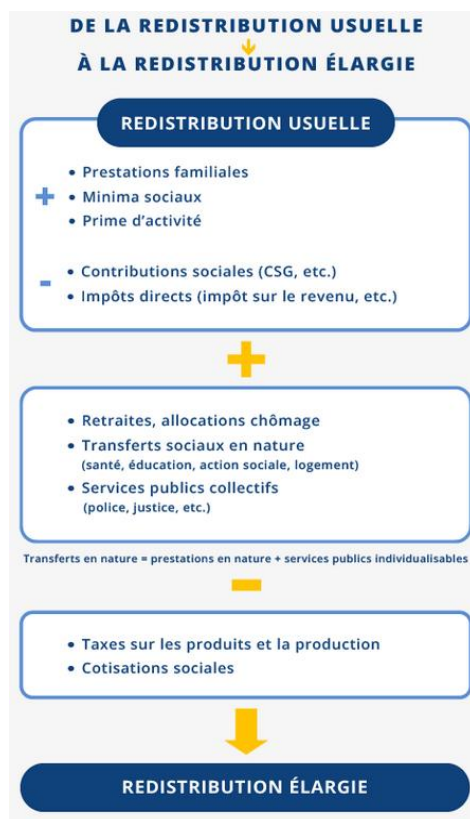 DE LA REDISTRIBUTION USUELLE
À LA REDISTRIBUTION ÉLARGIE
REDISTRIBUTION USUELLE
+
• Prestations familiales
• Minima sociaux
• Prime d'activité
-
• Contributions sociales (CSG, etc.)
• Impôts directs (impôt sur le revenu, etc.)
+
• Retraites, allocations chômage
• Transferts sociaux en nature
(santé, éducation, action sociale, logement)
• Services publics collectifs
(police, justice, etc.)
Transferts en nature = prestations en nature + services publics individualisables
-
• Taxes sur les produits et la production
• Cotisations sociales
REDISTRIBUTION ÉLARGIE